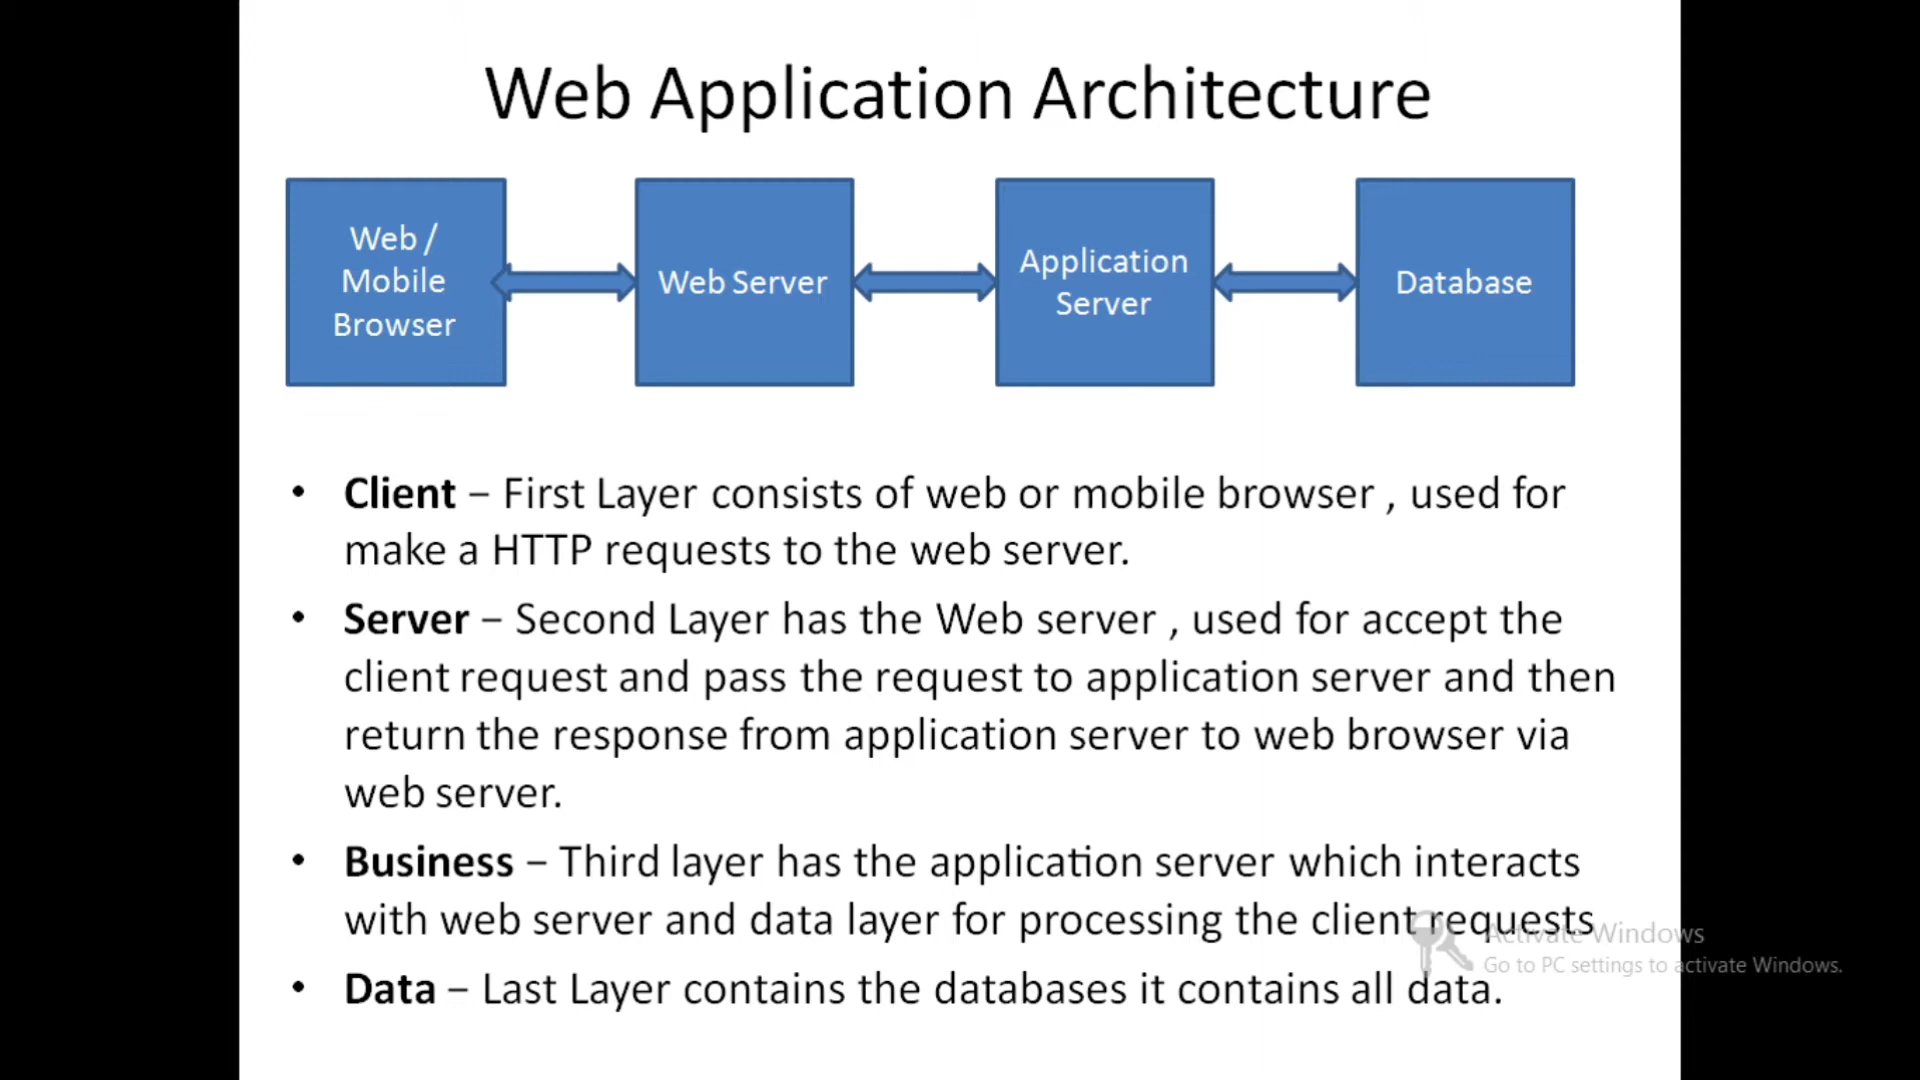 Web Application Architecture
Web /
Mobile
Browser
Web Server
Application
Server
Database
• Client – First Layer consists of web or mobile browser , used for
make a HTTP requests to the web server.
• Server – Second Layer has the Web server , used for accept the
client request and pass the request to application server and then
return the response from application server to web browser via
web server.
• Business – Third layer has the application server which interacts
with web server and data layer for processing the client requests
• Data – Last Layer contains the databases it contains all data.
Activate Windows
Go to PC settings to activate Windows.